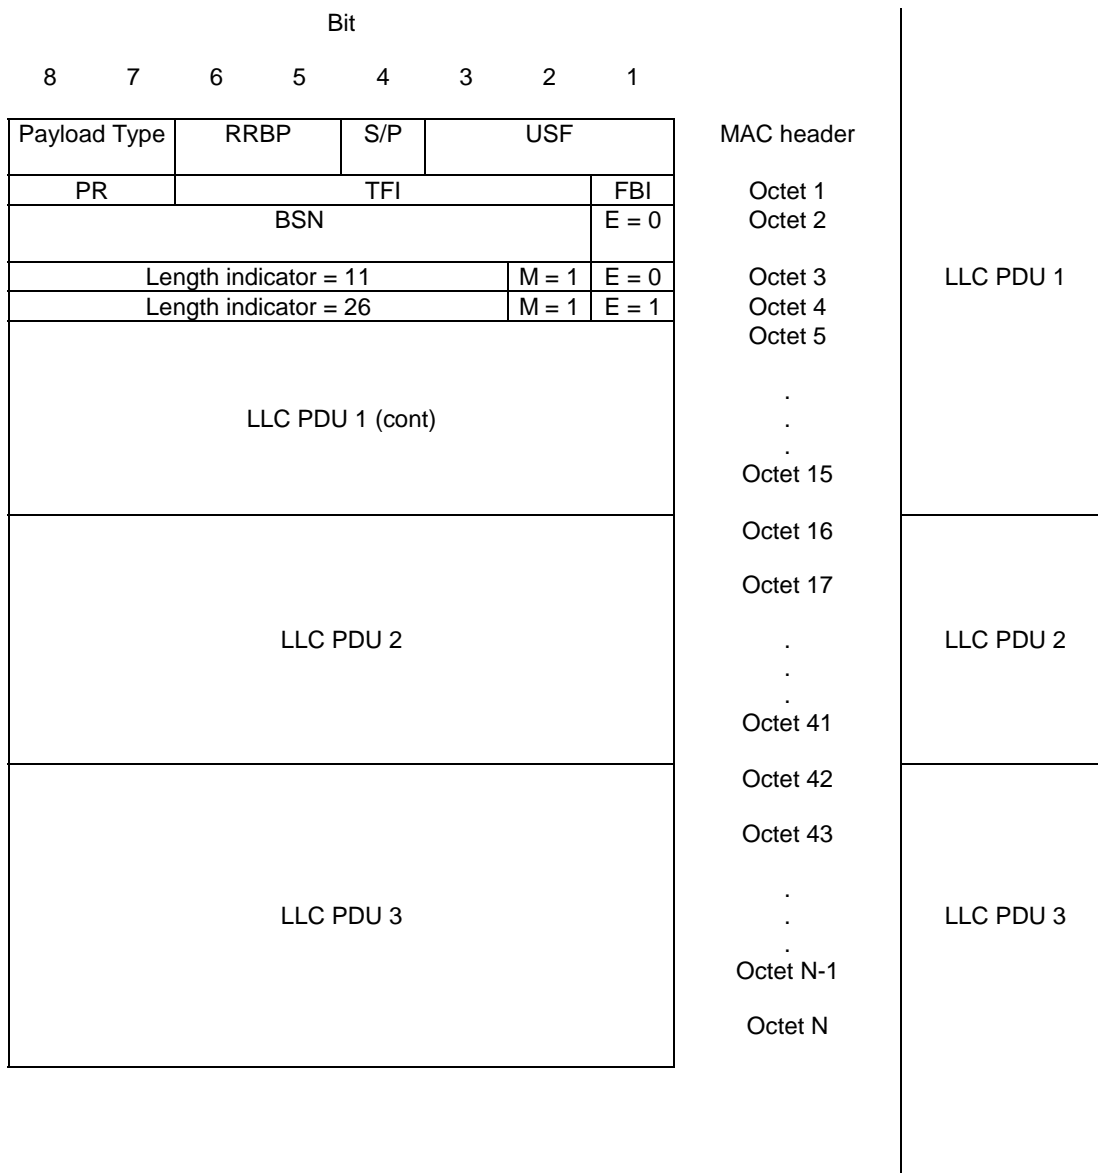 Bit
8 7 6 5 4 3 2 1
Payload Type RRBP S/P USF MAC header
PR TFI FBI Octet 1
BSN E = 0 Octet 2
Length indicator = 11 M = 1 E = 0 Octet 3 LLC PDU 1
Length indicator = 26 M = 1 E = 1 Octet 4
Octet 5
.
LLC PDU 1 (cont) .
.
Octet 15
Octet 16
Octet 17
LLC PDU 2 . LLC PDU 2
.
.
Octet 41
Octet 42
Octet 43
.
LLC PDU 3 . LLC PDU 3
.
Octet N-1
Octet N